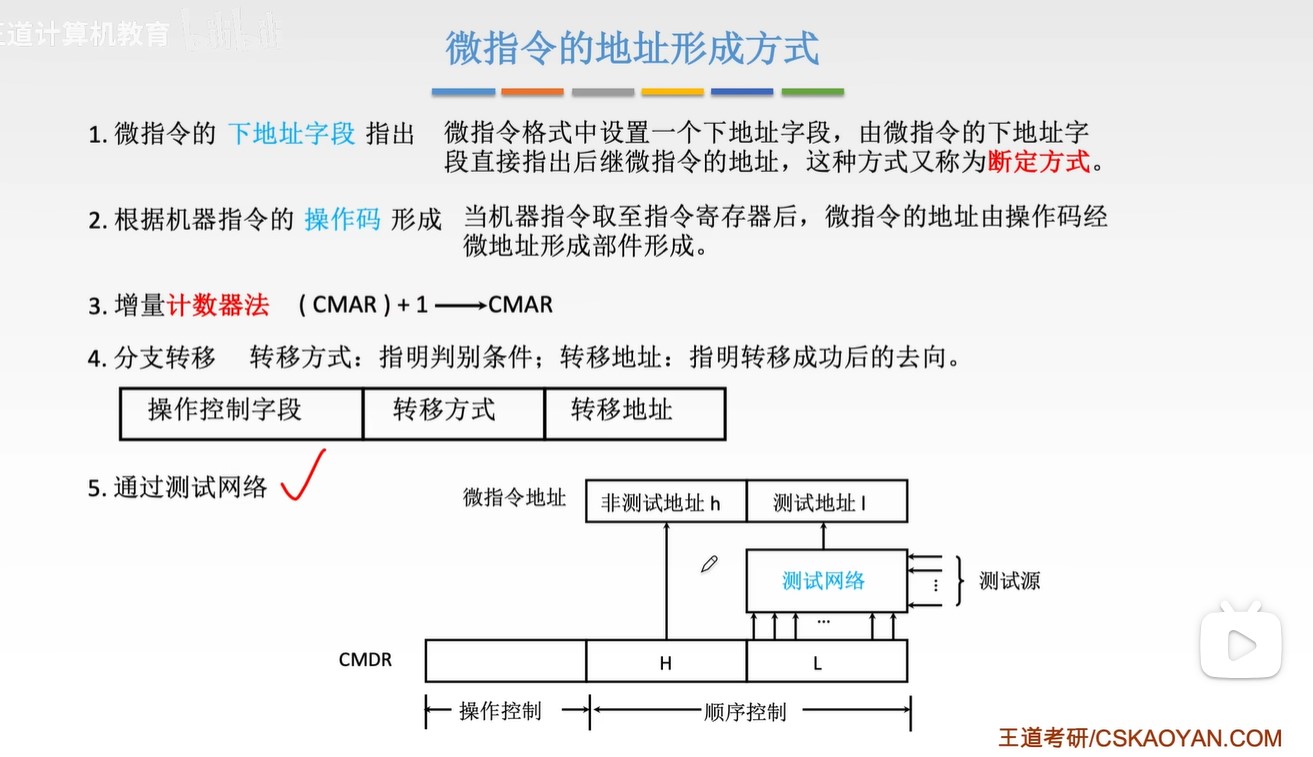 王道计算机教育
微指令的地址形成方式
1. 微指令的 下地址字段 指出
微指令格式中设置一个下地址字段，由微指令的下地址字
段直接指出后继微指令的地址，这种方式又称为断定方式。
2. 根据机器指令的 操作码 形成
当机器指令取至指令寄存器后，微指令的地址由操作码经
微地址形成部件形成。
3. 增量计数器法 ( CMAR ) + 1 → CMAR
4. 分支转移 转移方式：指明判别条件；转移地址：指明转移成功后的去向。
操作控制字段 转移方式 转移地址
5. 通过测试网络
微指令地址 非测试地址 h 测试地址 l
测试网络 ⋮ 测试源
…
CMDR H L
操作控制 顺序控制
王道考研/CSKAOYAN.COM